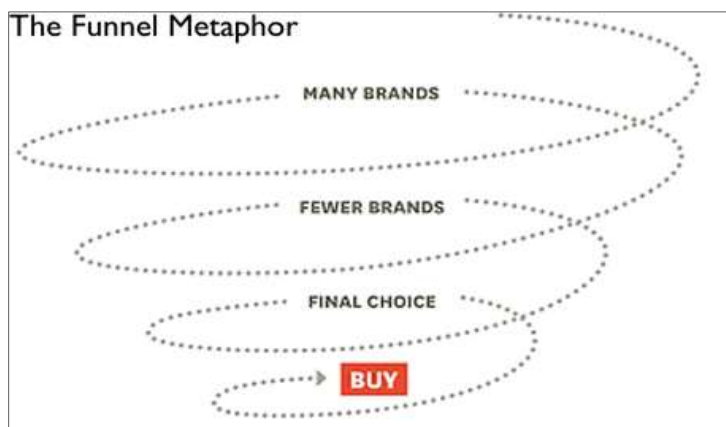 The Funnel Metaphor
MANY BRANDS
FEWER BRANDS
FINAL CHOICE
BUY